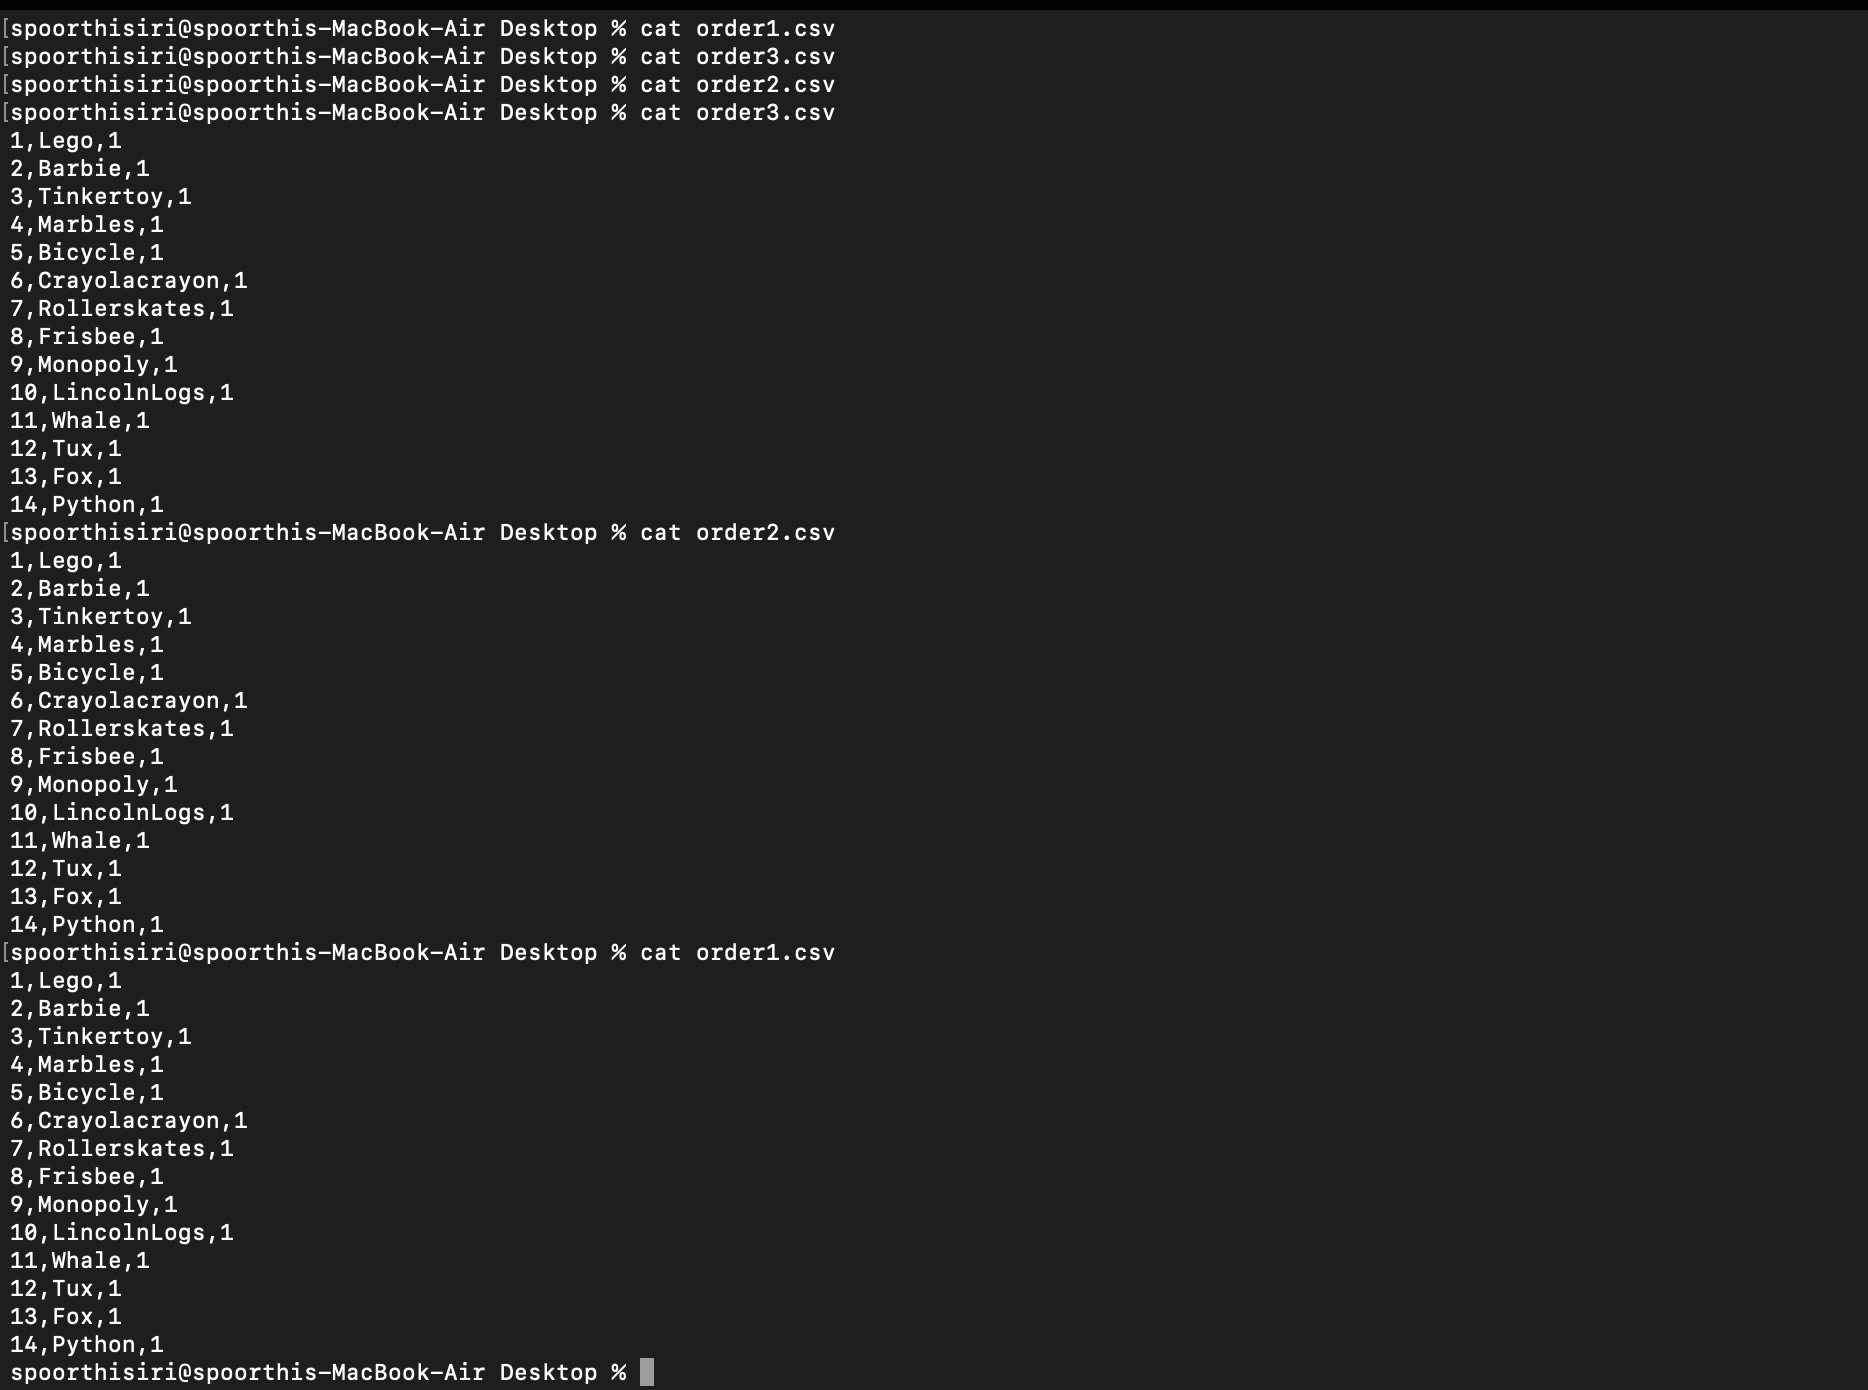 [spoorthisiri@spoorthis-MacBook-Air Desktop % cat order1.csv
[spoorthisiri@spoorthis-MacBook-Air Desktop % cat order3.csv
[spoorthisiri@spoorthis-MacBook-Air Desktop % cat order2.csv
[spoorthisiri@spoorthis-MacBook-Air Desktop % cat order3.csv
1,Lego,1
2,Barbie,1
3,Tinkertoy,1
4,Marbles,1
5,Bicycle,1
6,Crayolacrayon,1
7,Rollerskates,1
8,Frisbee,1
9,Monopoly,1
10,LincolnLogs,1
11,Whale,1
12,Tux,1
13,Fox,1
14,Python,1
[spoorthisiri@spoorthis-MacBook-Air Desktop % cat order2.csv
1,Lego,1
2,Barbie,1
3,Tinkertoy,1
4,Marbles,1
5,Bicycle,1
6,Crayolacrayon,1
7,Rollerskates,1
8,Frisbee,1
9,Monopoly,1
10,LincolnLogs,1
11,Whale,1
12,Tux,1
13,Fox,1
14,Python,1
[spoorthisiri@spoorthis-MacBook-Air Desktop % cat order1.csv
1,Lego,1
2,Barbie,1
3,Tinkertoy,1
4,Marbles,1
5,Bicycle,1
6,Crayolacrayon,1
7,Rollerskates,1
8,Frisbee,1
9,Monopoly,1
10,LincolnLogs,1
11,Whale,1
12,Tux,1
13,Fox,1
14,Python,1
spoorthisiri@spoorthis-MacBook-Air Desktop %